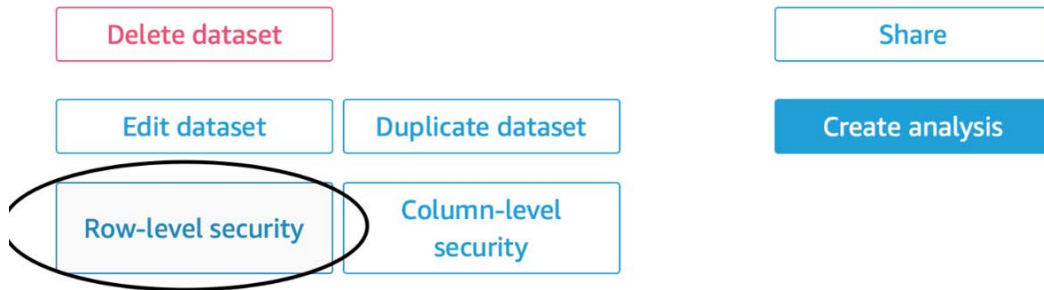 Delete dataset
Share
Edit dataset
Duplicate dataset
Create analysis
Row-level security
Column-level
security